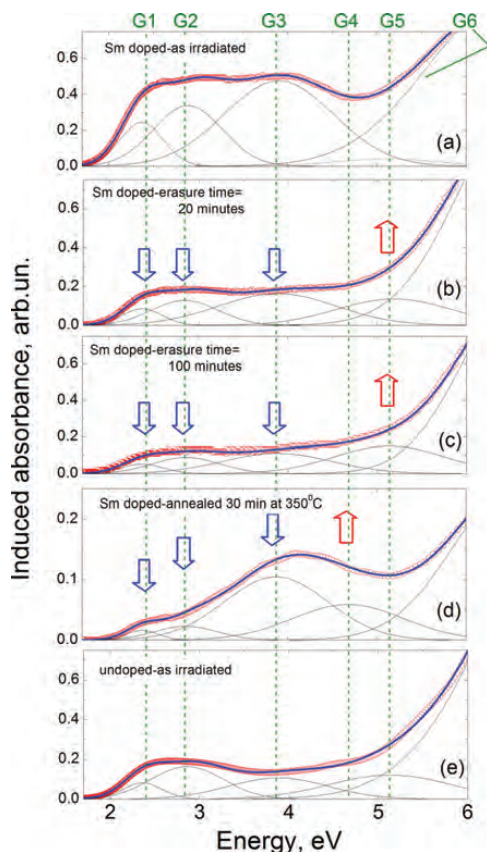 G1 G2 G3 G4 G5 G6
Sm doped-as irradiated
0.6
0.4
0.2
0.0
(a)
Sm doped-erasure time=
20 minutes
0.6
0.4
0.2
0.0
(b)
Sm doped-erasure time=
100 minutes
0.6
0.4
0.2
0.0
(c)
Sm doped-annealed 30 min at 350⁰C
0.2
0.1
0.0
(d)
undoped-as irradiated
0.6
0.4
0.2
0.0
(e)
2 3 4 5 6
Energy, eV
Induced absorbance, arb.un.